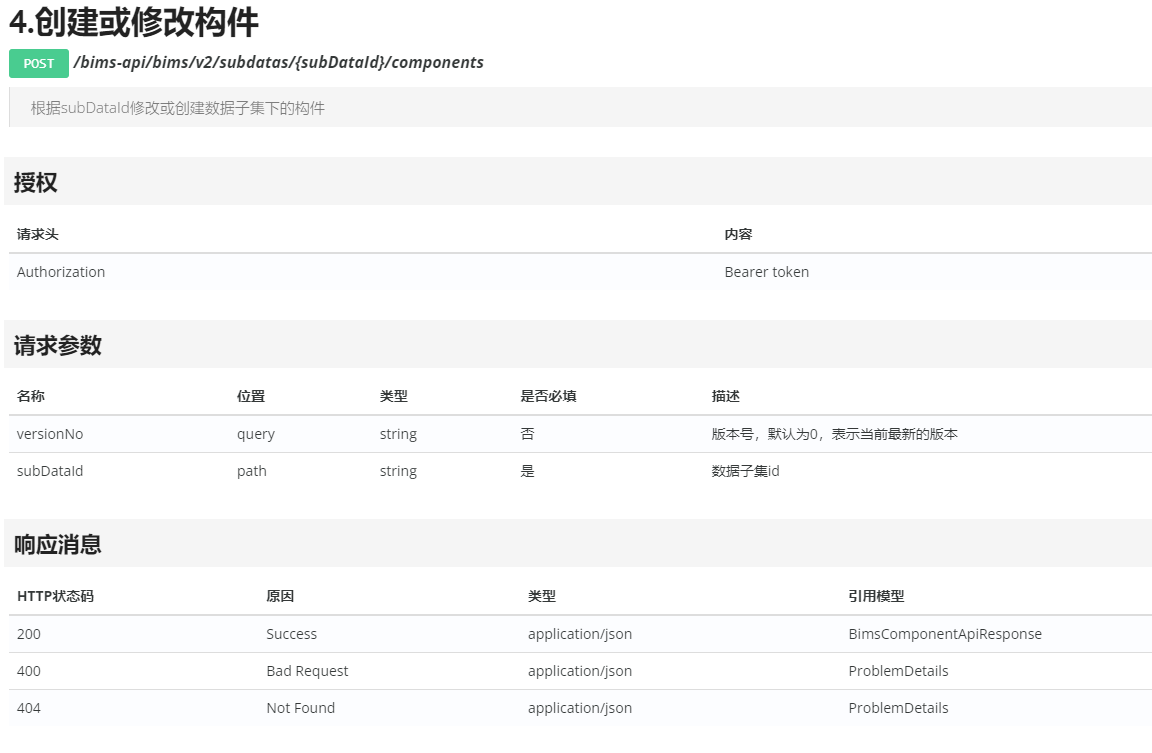 4.创建或修改构件
POST /bims-api/bims/v2/subdatas/{subDataId}/components
根据subDataId修改或创建数据子集下的构件
授权
请求头 内容
Authorization Bearer token
请求参数
名称 位置 类型 是否必填 描述
versionNo query string 否 版本号，默认为0，表示当前最新的版本
subDataId path string 是 数据子集id
响应消息
HTTP状态码 原因 类型 引用模型
200 Success application/json BimsComponentApiResponse
400 Bad Request application/json ProblemDetails
404 Not Found application/json ProblemDetails